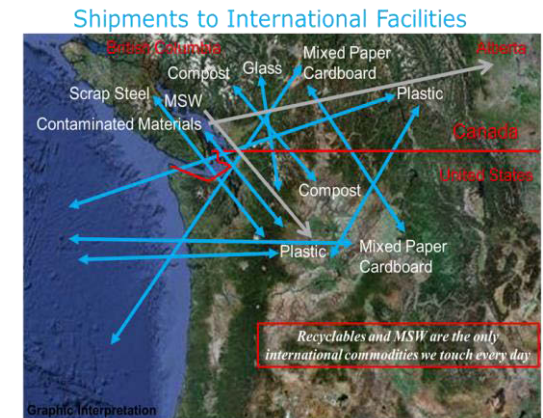 Shipments to International Facilities
British Columbia
Mixed Paper
Cardboard
Alberta
Compost
Glass
Scrap Steel
MSW
Plastic
Contaminated Materials
Canada
United States
Compost
Plastic
Mixed Paper
Cardboard
Recyclables and MSW are the only
international commodities we touch every day
Graphic Interpretation